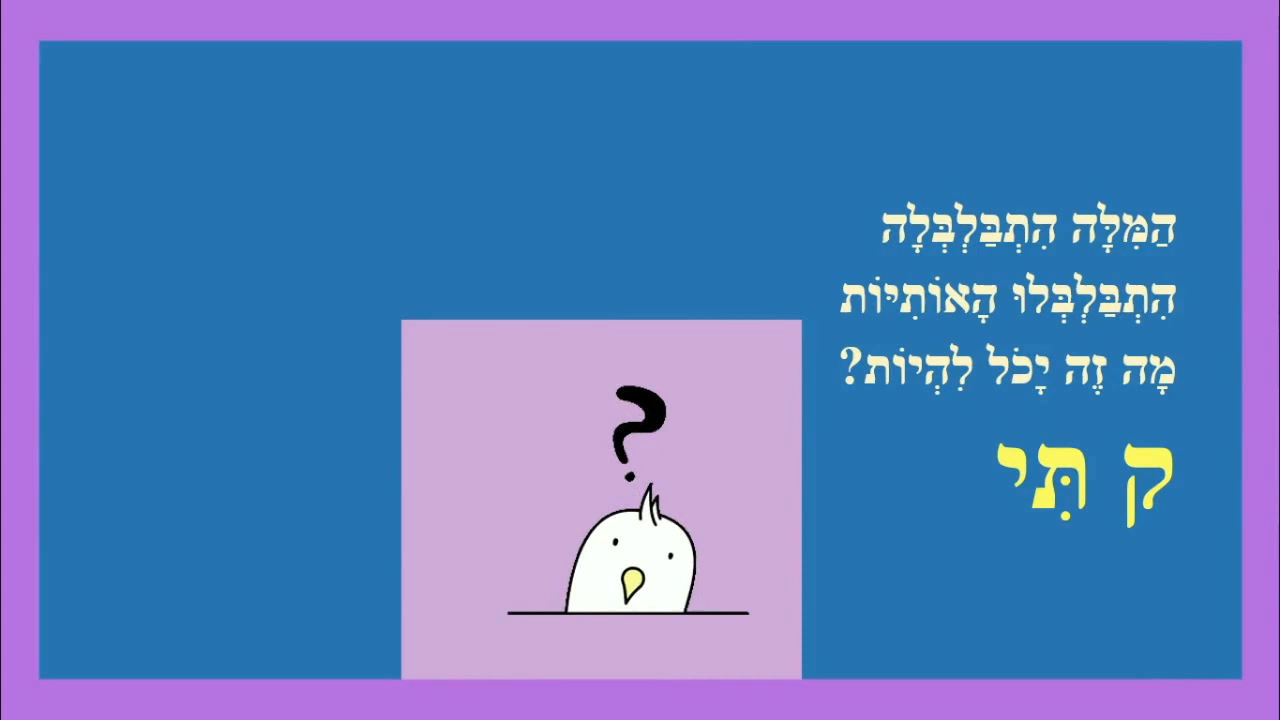 הַמִּלָּה הִתְבַּלְבְּלָה
הִתְבַּלְבְּלוּ הָאוֹתִיּוֹת
מָה זֶה יָכֹל לִהְיוֹת?
ק תִּי
?